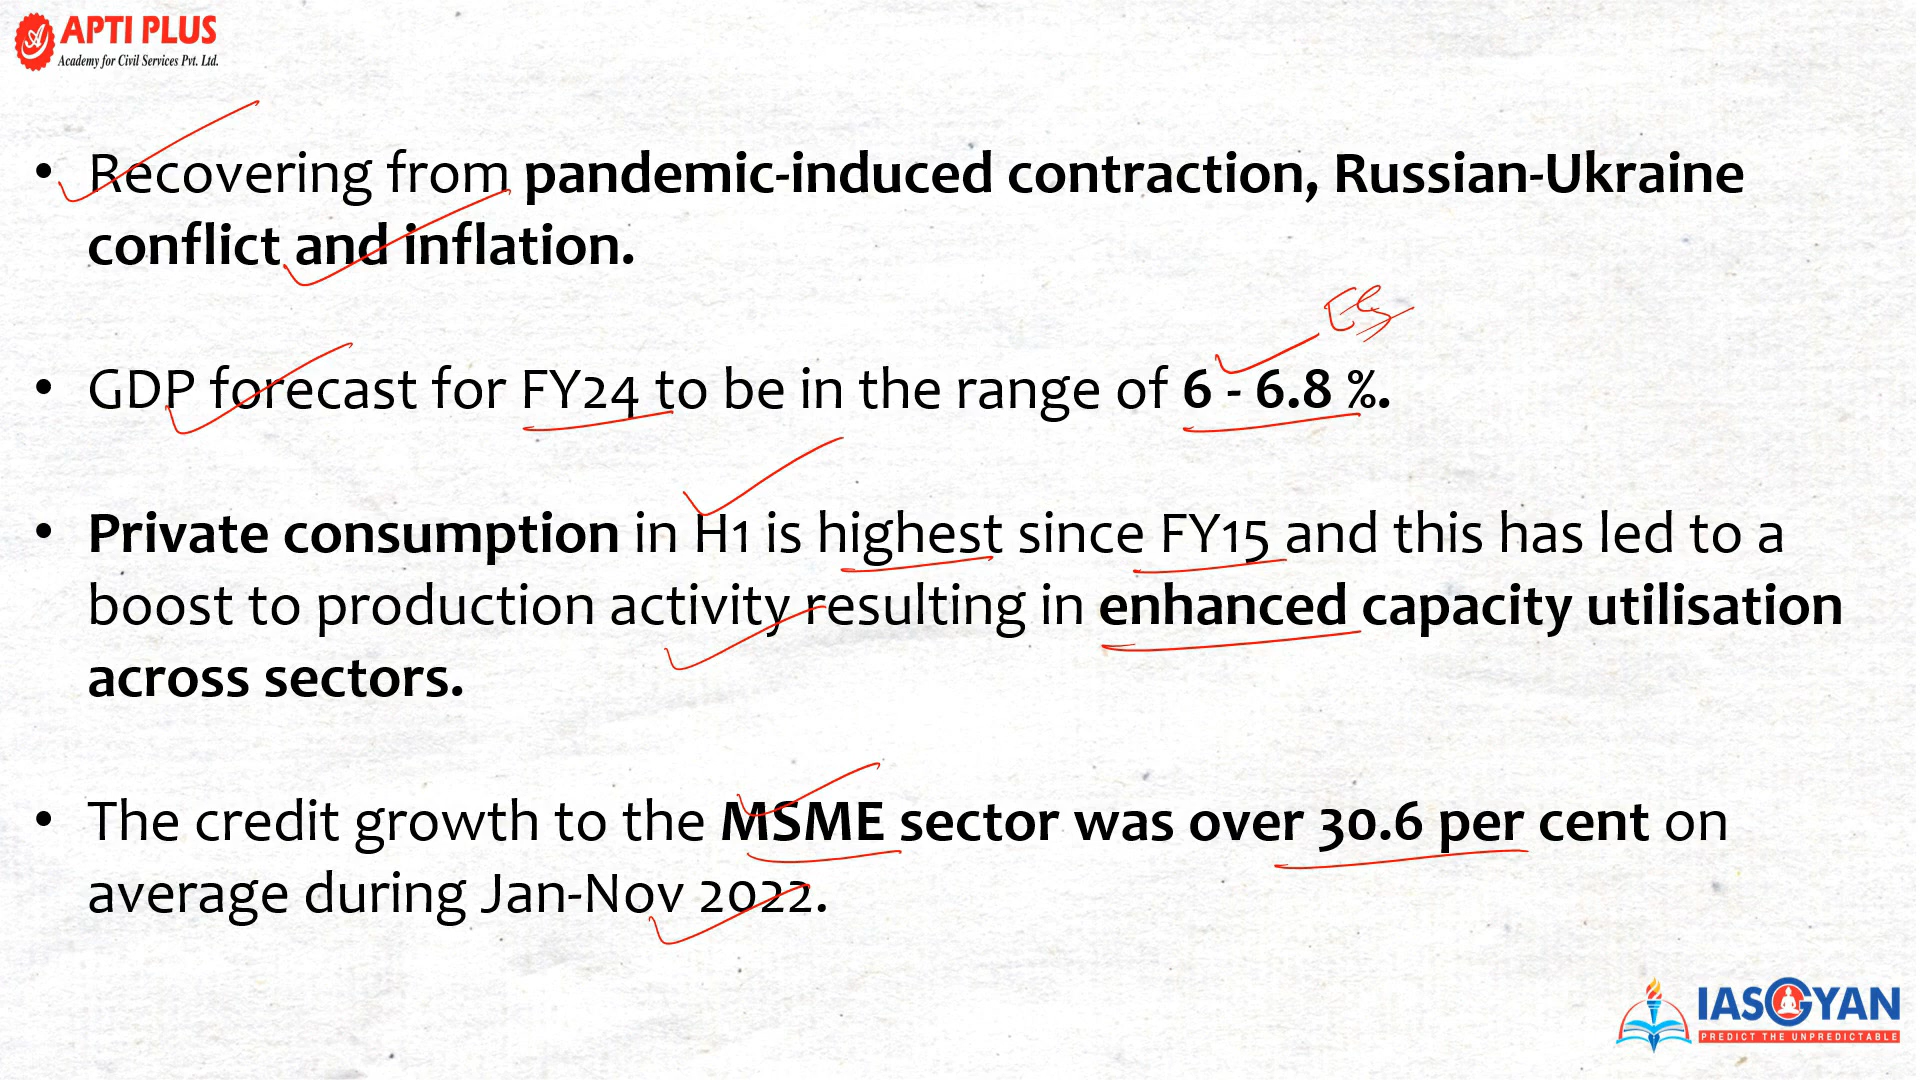 APTI PLUS
Academy for Civil Services Pvt. Ltd.
• Recovering from pandemic-induced contraction, Russian-Ukraine
conflict and inflation.
ES
• GDP forecast for FY24 to be in the range of 6 - 6.8 %.
• Private consumption in H1 is highest since FY15 and this has led to a
boost to production activity resulting in enhanced capacity utilisation
across sectors.
• The credit growth to the MSME sector was over 30.6 per cent on
average during Jan-Nov 2022.
IASGYAN
PREDICT THE UNPREDICTABLE